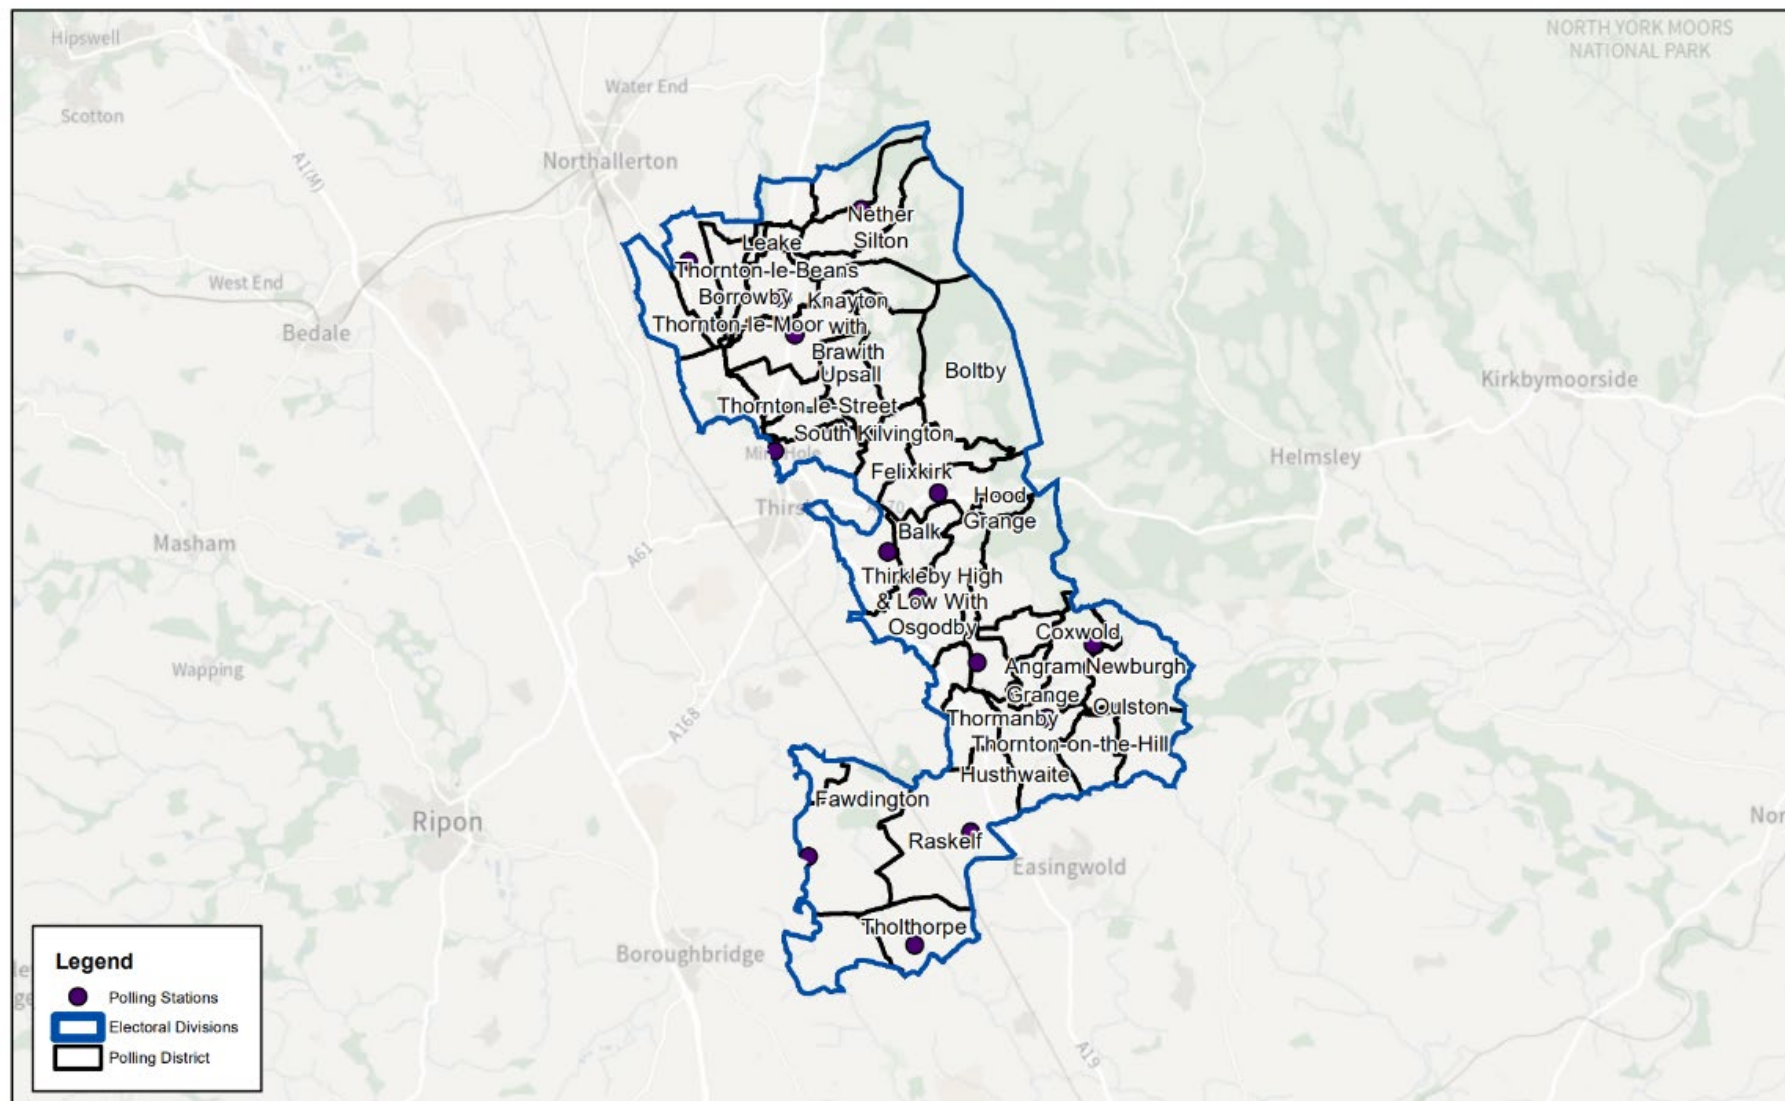 NORTH YORK MOORS
NATIONAL PARK
Hipswell
Water End
Scotton
A1(M)
Northallerton
Nether
Silton
Leake
Thornton-le-Beans
West End
Borrowby
Knayton
Thornton-le-Moor
with
Bedale
Brawith
Upsall
Boltby
Kirkbymoorside
Thornton-le-Street
South Kilvington
Helmsley
Felixkirk
Hood
Grange
Masham
Balk
A61
Thirkleby High
& Low With
Osgodby
Coxwold
Wapping
Angram
Newburgh
Grange
Oulston
Thormanby
A168
Thornton-on-the-Hill
Husthwaite
Fawdington
Ripon
Raskelf
Easingwold
Tholthorpe
Boroughbridge
A19
Legend
Polling Stations
Electoral Divisions
Polling District